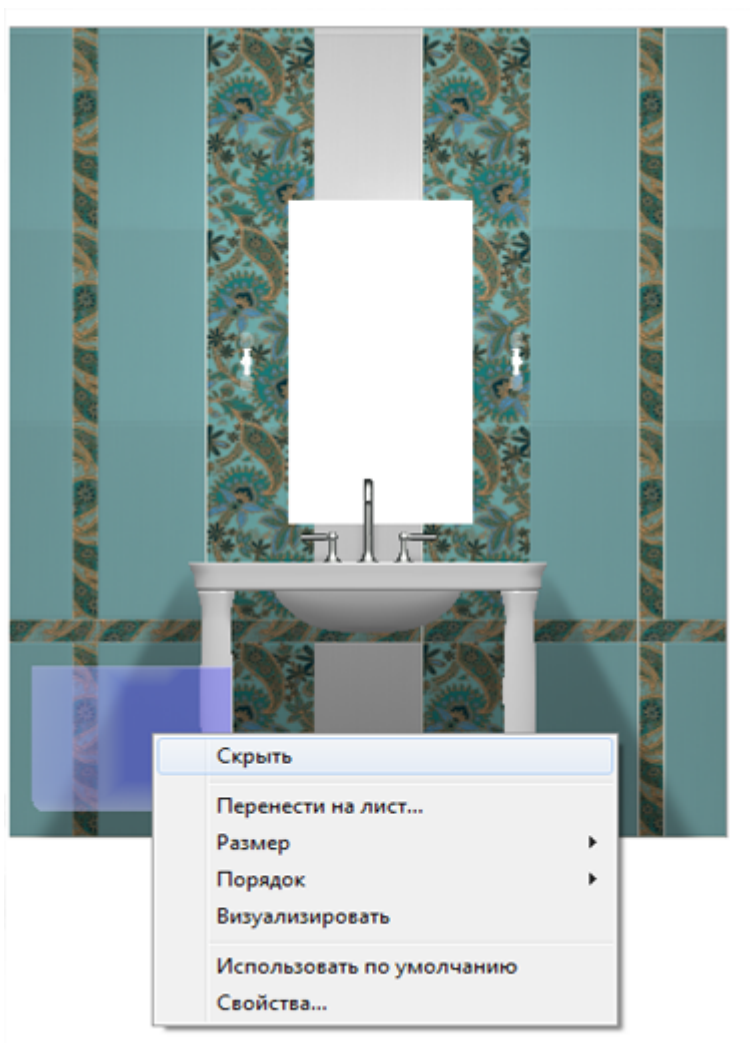 Скрыть
Перенести на лист...
Размер
Порядок
Визуализировать
Использовать по умолчанию
Свойства...